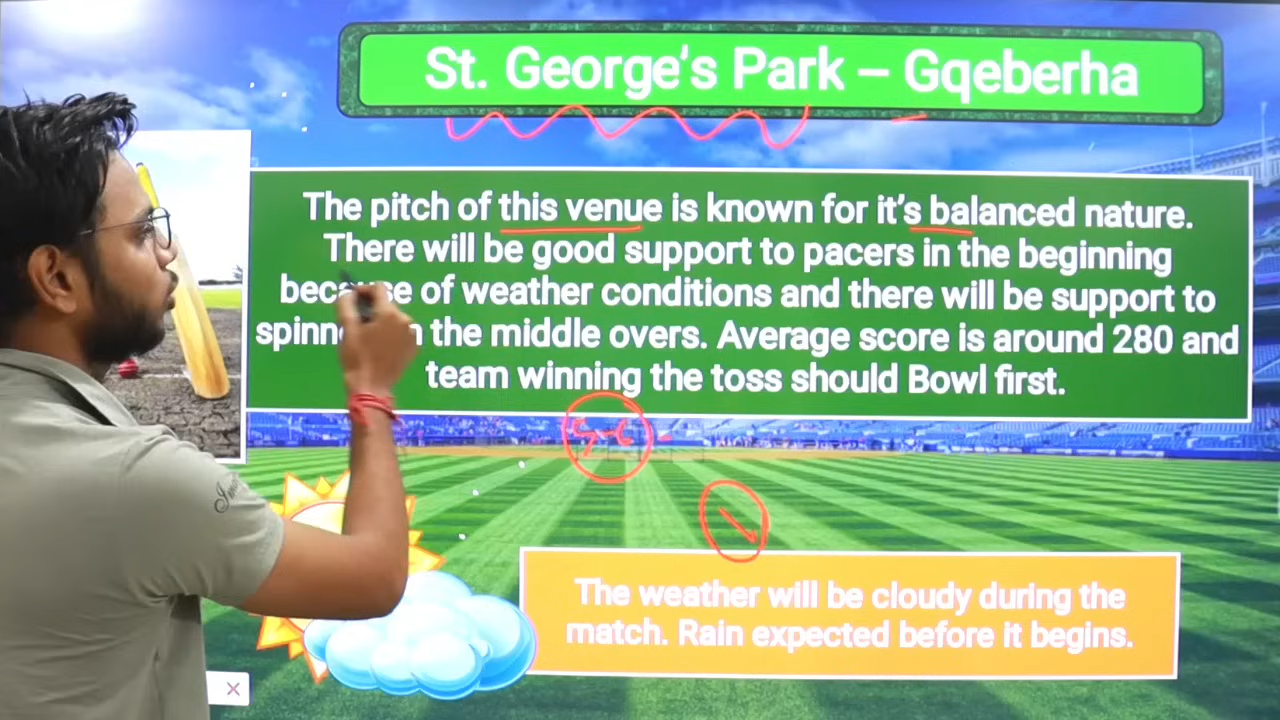 St. George's Park – Gqeberha
The pitch of this venue is known for it's balanced nature.
There will be good support to pacers in the beginning
because of weather conditions and there will be support to
the middle overs. Average score is around 280 and
team winning the toss should Bowl first.
The weather will be cloudy during the
match. Rain expected before it begins.